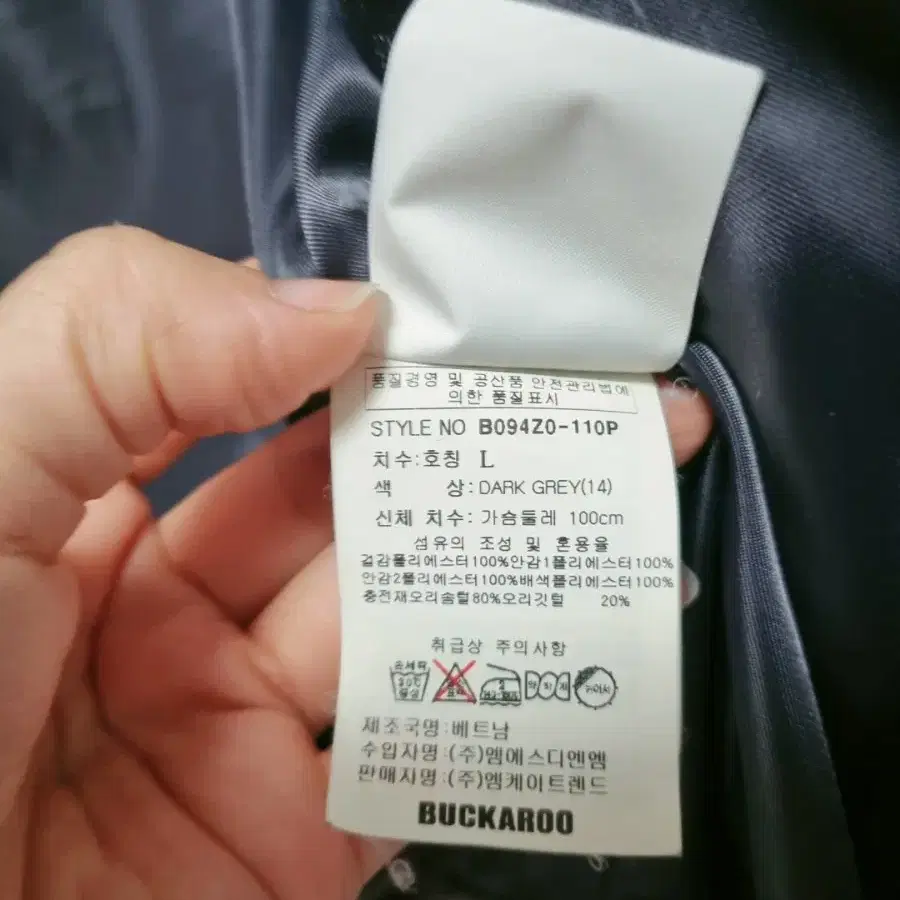 품질경영 및 공산품 안전관리법에
의한 품질표시
STYLE NO B094Z0-110P
치수:호칭 L
색 상:DARK GREY(14)
신체 치수:가슴둘레 100cm
섬유의 조성 및 혼용율
겉감폴리에스터100%안감1폴리에스터100%
안감2폴리에스터100%배색폴리에스터100%
충전재오리솜털80%오리깃털 20%
취급상 주의사항
손세탁
30℃
중성
제조국명:베트남
수입자명:(주)엠에스디엔엠
판매자명:(주)엠케이트렌드
BUCKAROO